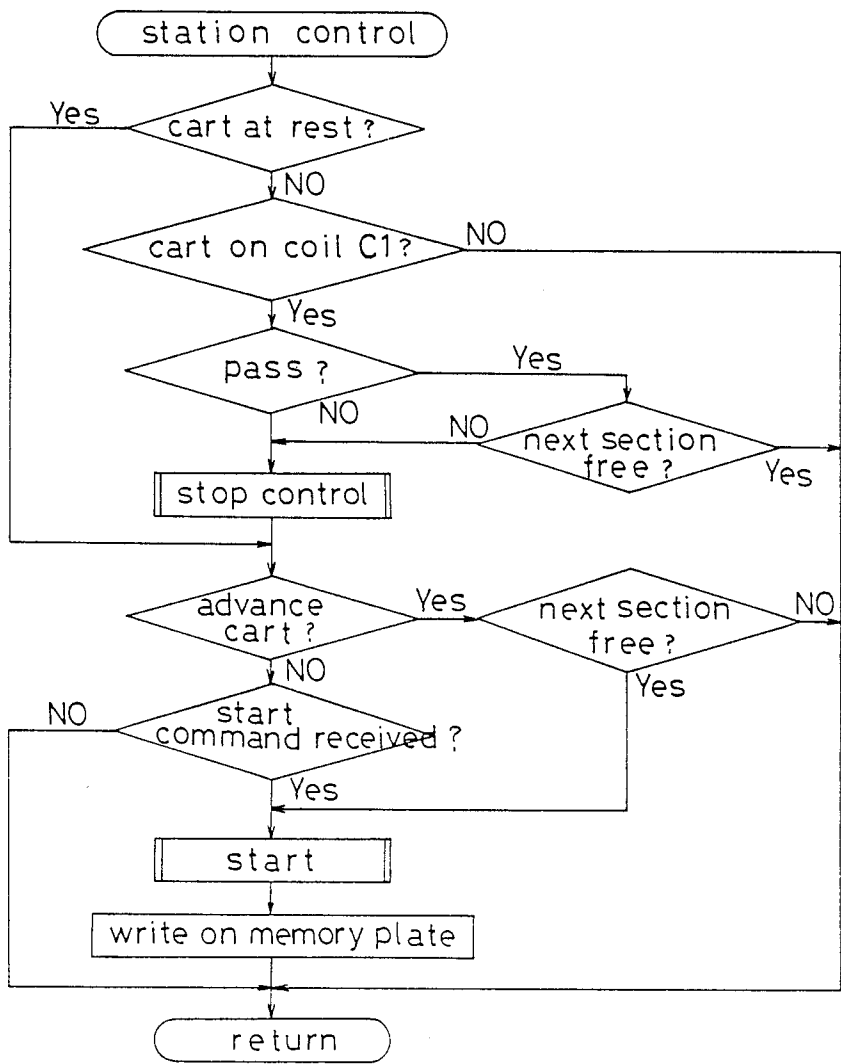 station control
Yes
cart at rest?
NO
cart on coil C1?
NO
Yes
pass?
Yes
NO
NO
next section
free?
Yes
stop control
advance
cart?
Yes
next section
free?
NO
NO
Yes
NO
start
command received?
Yes
start
write on memory plate
return